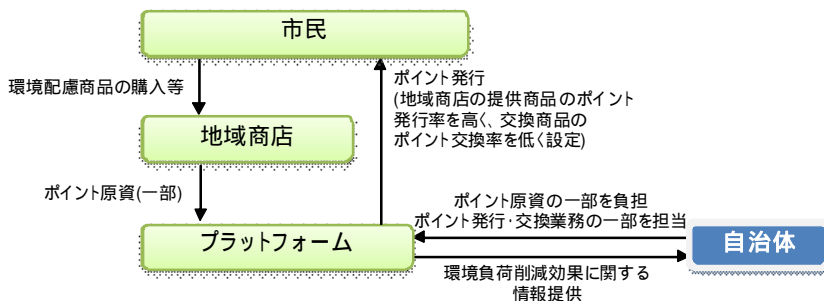 市民
環境配慮商品の購入等
ポイント発行
(地域商店の提供商品のポイント
発行率を高く、交換商品の
ポイント交換率を低く設定)
地域商店
ポイント原資(一部)
ポイント原資の一部を負担
ポイント発行・交換業務の一部を担当
プラットフォーム
自治体
環境負荷削減効果に関する
情報提供